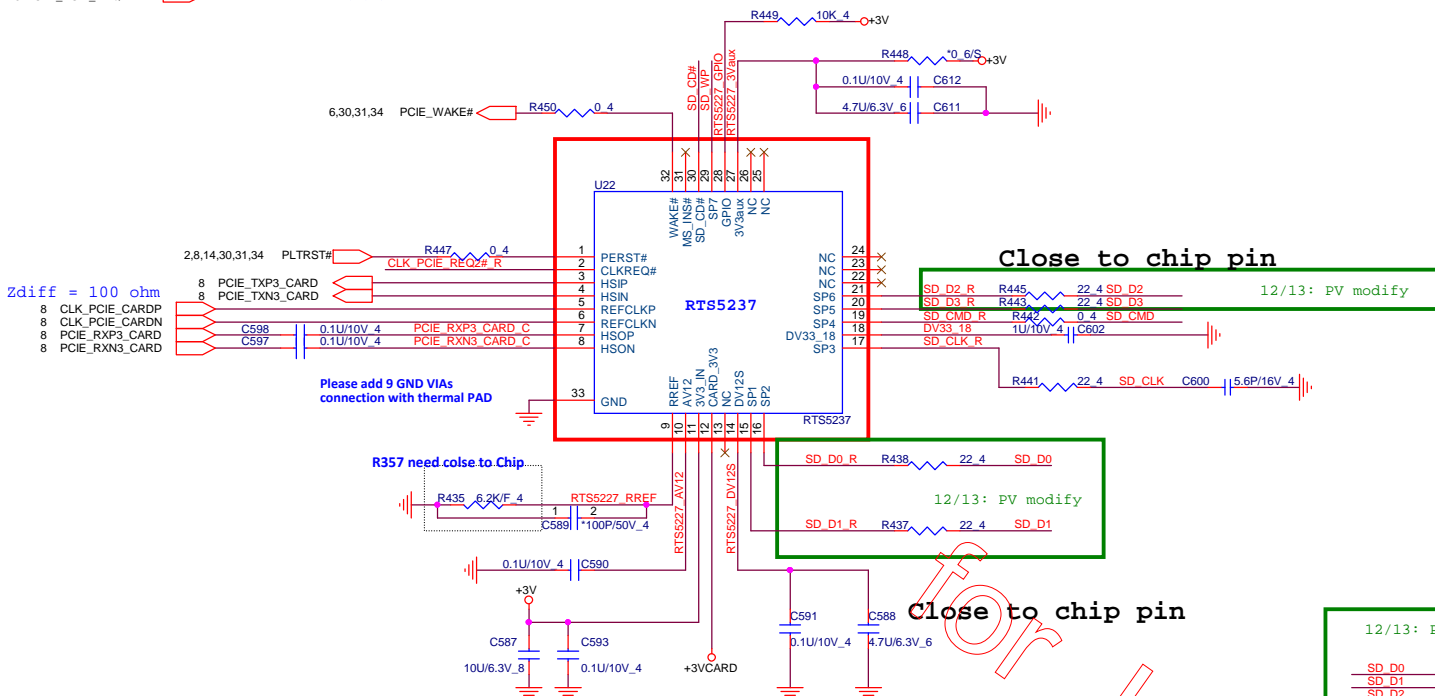 R449 10K_4 +3V
R448 *0_6/S +3V
0.1U/10V_4 C612
4.7U/6.3V_6 C611
SD_CD#
SD_WP
RTS5227_GPIO
RTS5227_3Vaux
6,30,31,34 PCIE_WAKE# R450 0_4
32 31 30 29 28 27 26 25
U22
WAKE# MS_INS# SD_CD# SP7 GPIO 3V3aux NC NC
2,8,14,30,31,34 PLTRST# R447 0_4 1 PERST#
CLK_PCIE_REQ2#_R 2 CLKREQ#
8 PCIE_TXP3_CARD 3 HSIP
8 PCIE_TXN3_CARD 4 HSIN
Zdiff = 100 ohm
8 CLK_PCIE_CARDP 5 REFCLKP
8 CLK_PCIE_CARDN 6 REFCLKN
8 PCIE_RXP3_CARD C598 0.1U/10V_4 PCIE_RXP3_CARD_C 7 HSOP
8 PCIE_RXN3_CARD C597 0.1U/10V_4 PCIE_RXN3_CARD_C 8 HSON
RTS5237
33 GND
Please add 9 GND VIAs
connection with thermal PAD
Close to chip pin
12/13: PV modify
NC 24
NC 23
NC 22
SP6 21 SD_D2_R R445 22_4 SD_D2
SP5 20 SD_D3_R R443 22_4 SD_D3
SP4 19 SD_CMD_R R442 0_4 SD_CMD
DV33_18 18 DV33_18 1U/10V_4 C602
SP3 17 SD_CLK_R
R441 22_4 SD_CLK C600 5.6P/16V_4
RREF AV12 3V3_IN CARD_3V3 NC DV12S SP1 SP2
RTS5237
9 10 11 12 13 14 15 16
R357 need colse to Chip
R435 6.2K/F_4 RTS5227_RREF
1 2
C589 *100P/50V_4
RTS5227_AV12
RTS5227_DV12S
SD_D0_R R438 22_4 SD_D0
12/13: PV modify
SD_D1_R R437 22_4 SD_D1
0.1U/10V_4 C590
+3V
C587 C593
10U/6.3V_8 0.1U/10V_4
+3VCARD
C591 C588
0.1U/10V_4 4.7U/6.3V_6
Close to chip pin
for
12/13: P
SD_D0
SD_D1
SD_D2